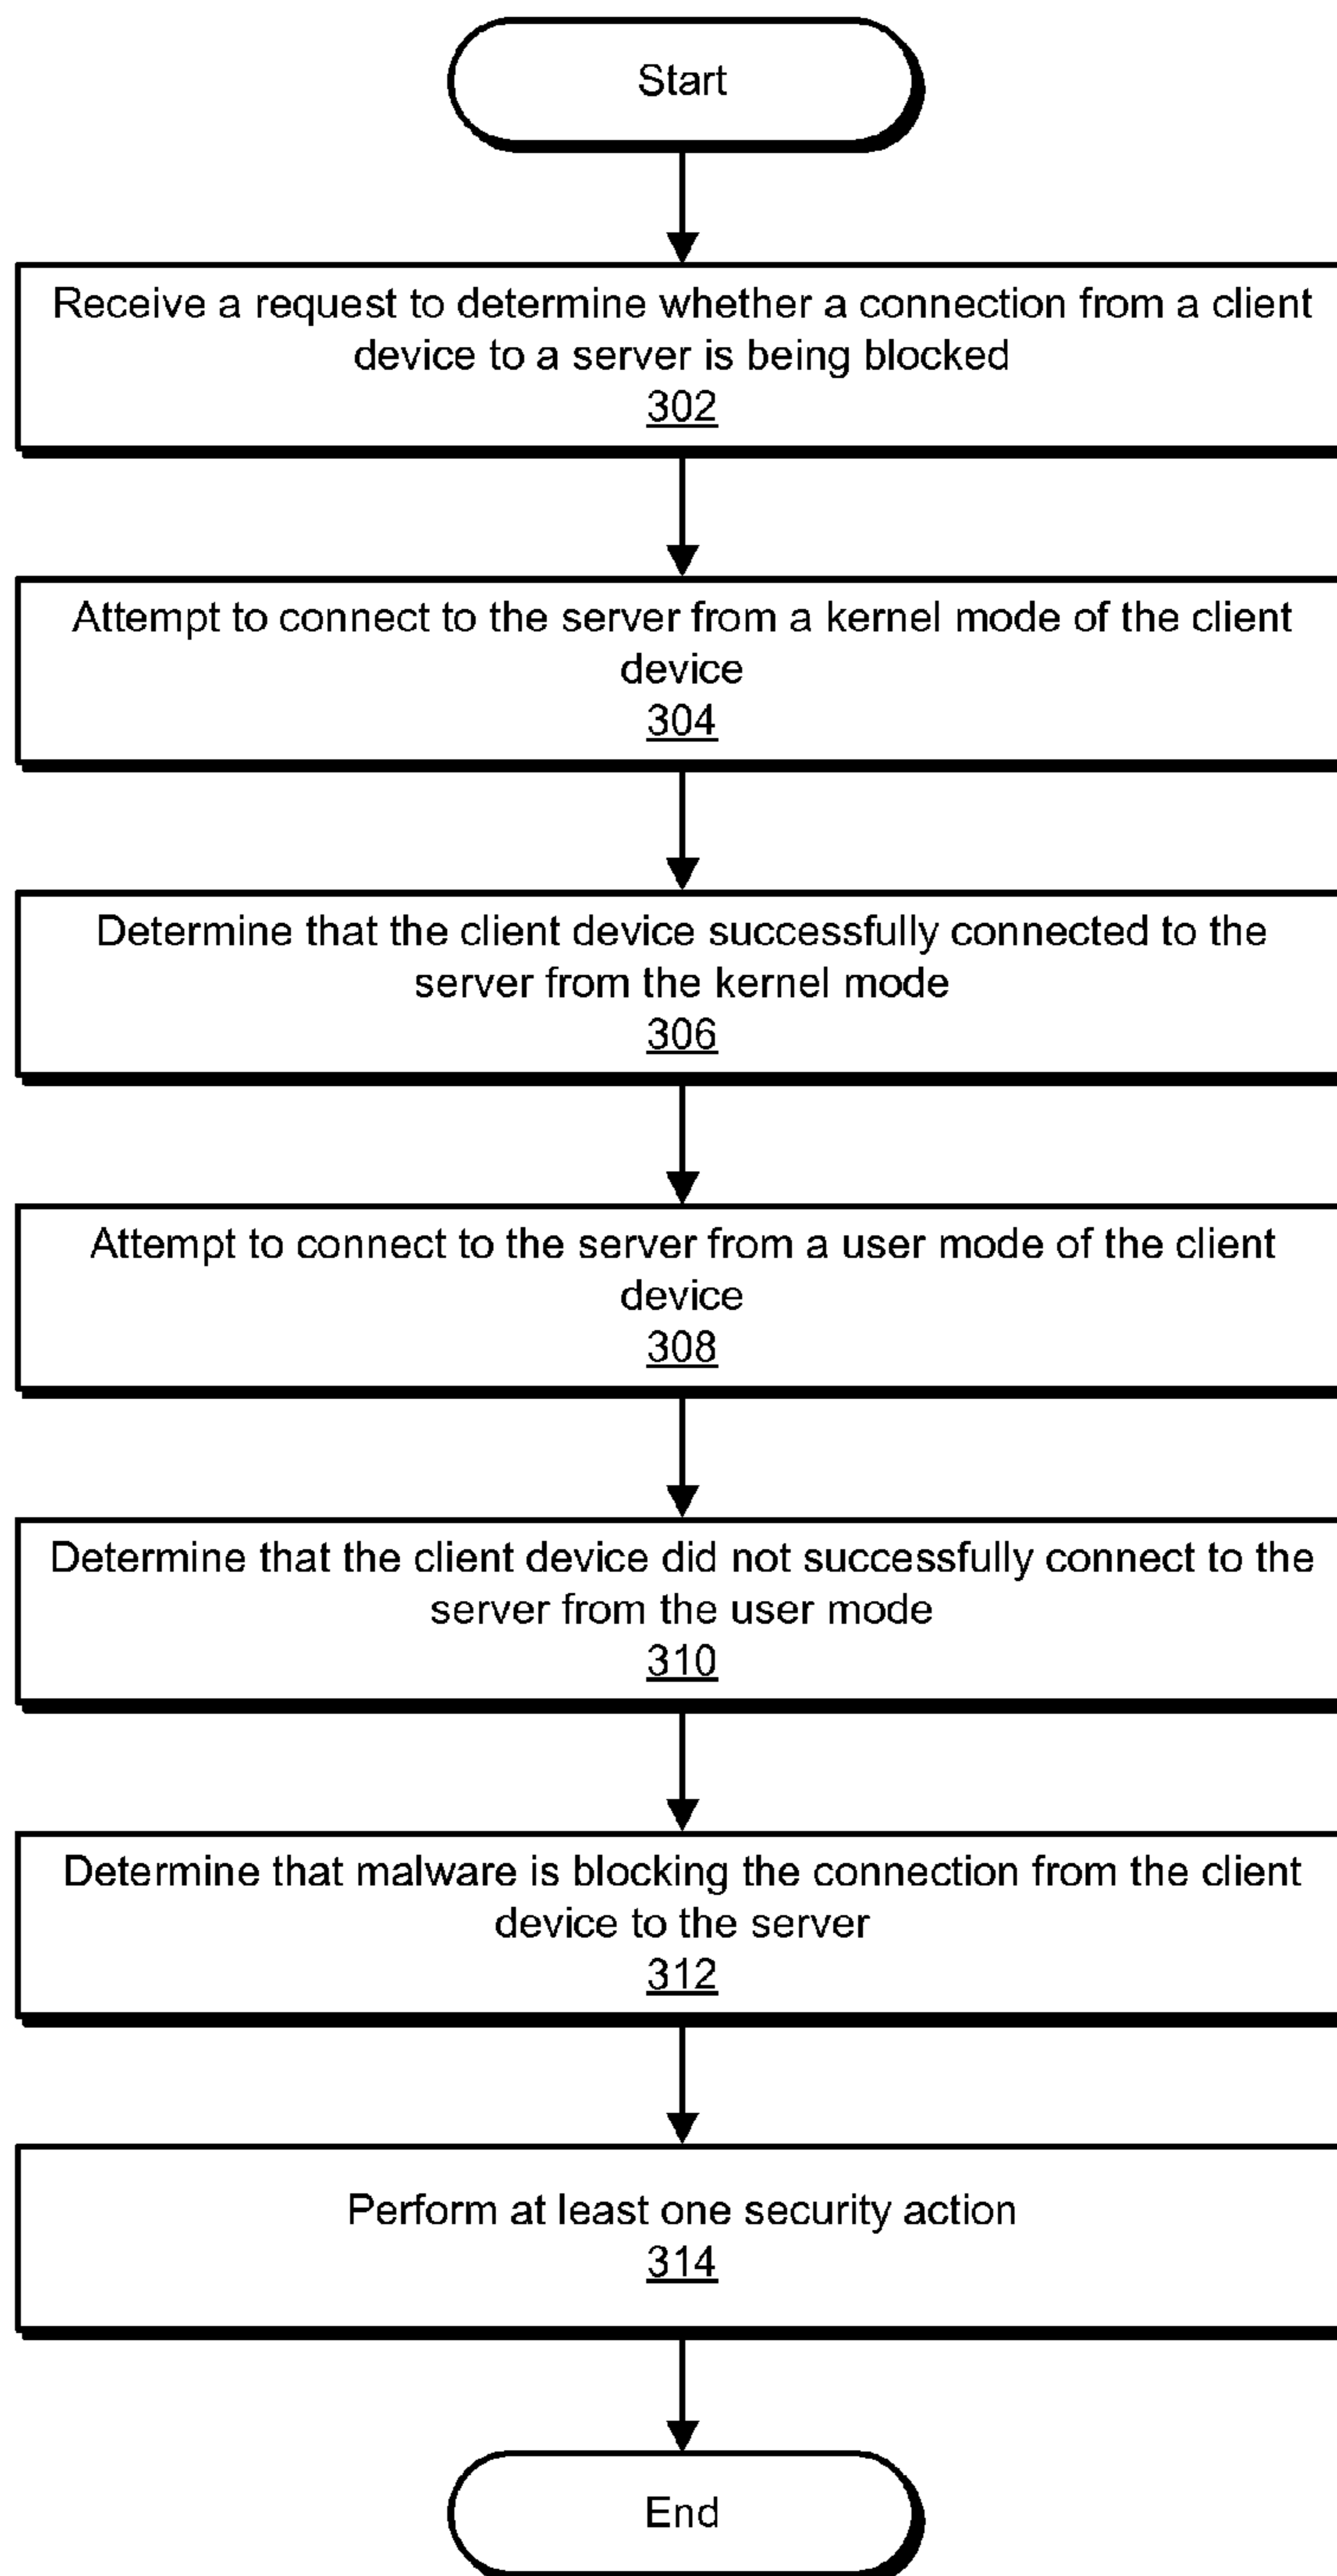 Start
Receive a request to determine whether a connection from a client
device to a server is being blocked
302
Attempt to connect to the server from a kernel mode of the client
device
304
Determine that the client device successfully connected to the
server from the kernel mode
306
Attempt to connect to the server from a user mode of the client
device
308
Determine that the client device did not successfully connect to the
server from the user mode
310
Determine that malware is blocking the connection from the client
device to the server
312
Perform at least one security action
314
End